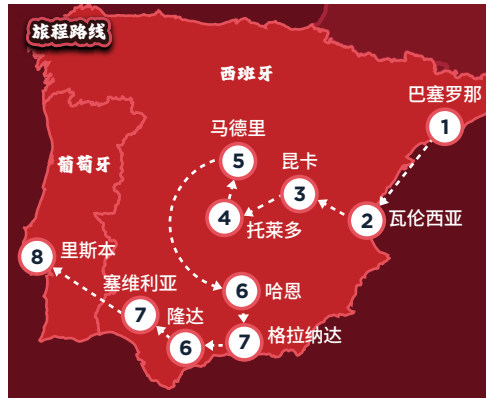 旅程路线
西班牙
巴塞罗那
1
马德里
5
昆卡
3
葡萄牙
4
托莱多
2
瓦伦西亚
8
里斯本
塞维利亚
7
6
哈恩
隆达
6
7
格拉纳达